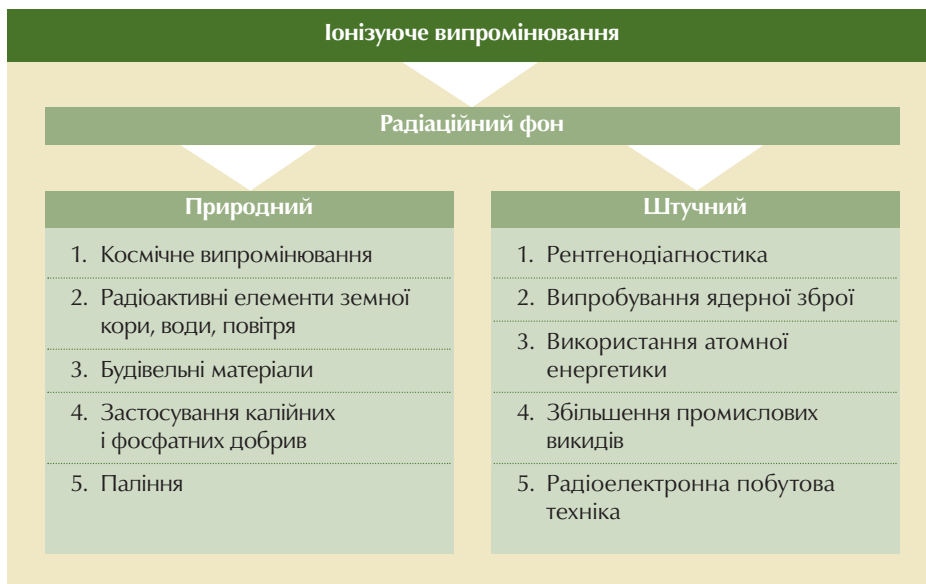 Іонізуюче випромінювання
Радіаційний фон
Природний
1. Космічне випромінювання
2. Радіоактивні елементи земної
кори, води, повітря
3. Будівельні матеріали
4. Застосування калійних
і фосфатних добрив
5. Паління
Штучний
1. Рентгенодіагностика
2. Випробування ядерної зброї
3. Використання атомної
енергетики
4. Збільшення промислових
викидів
5. Радіоелектронна побутова
техніка